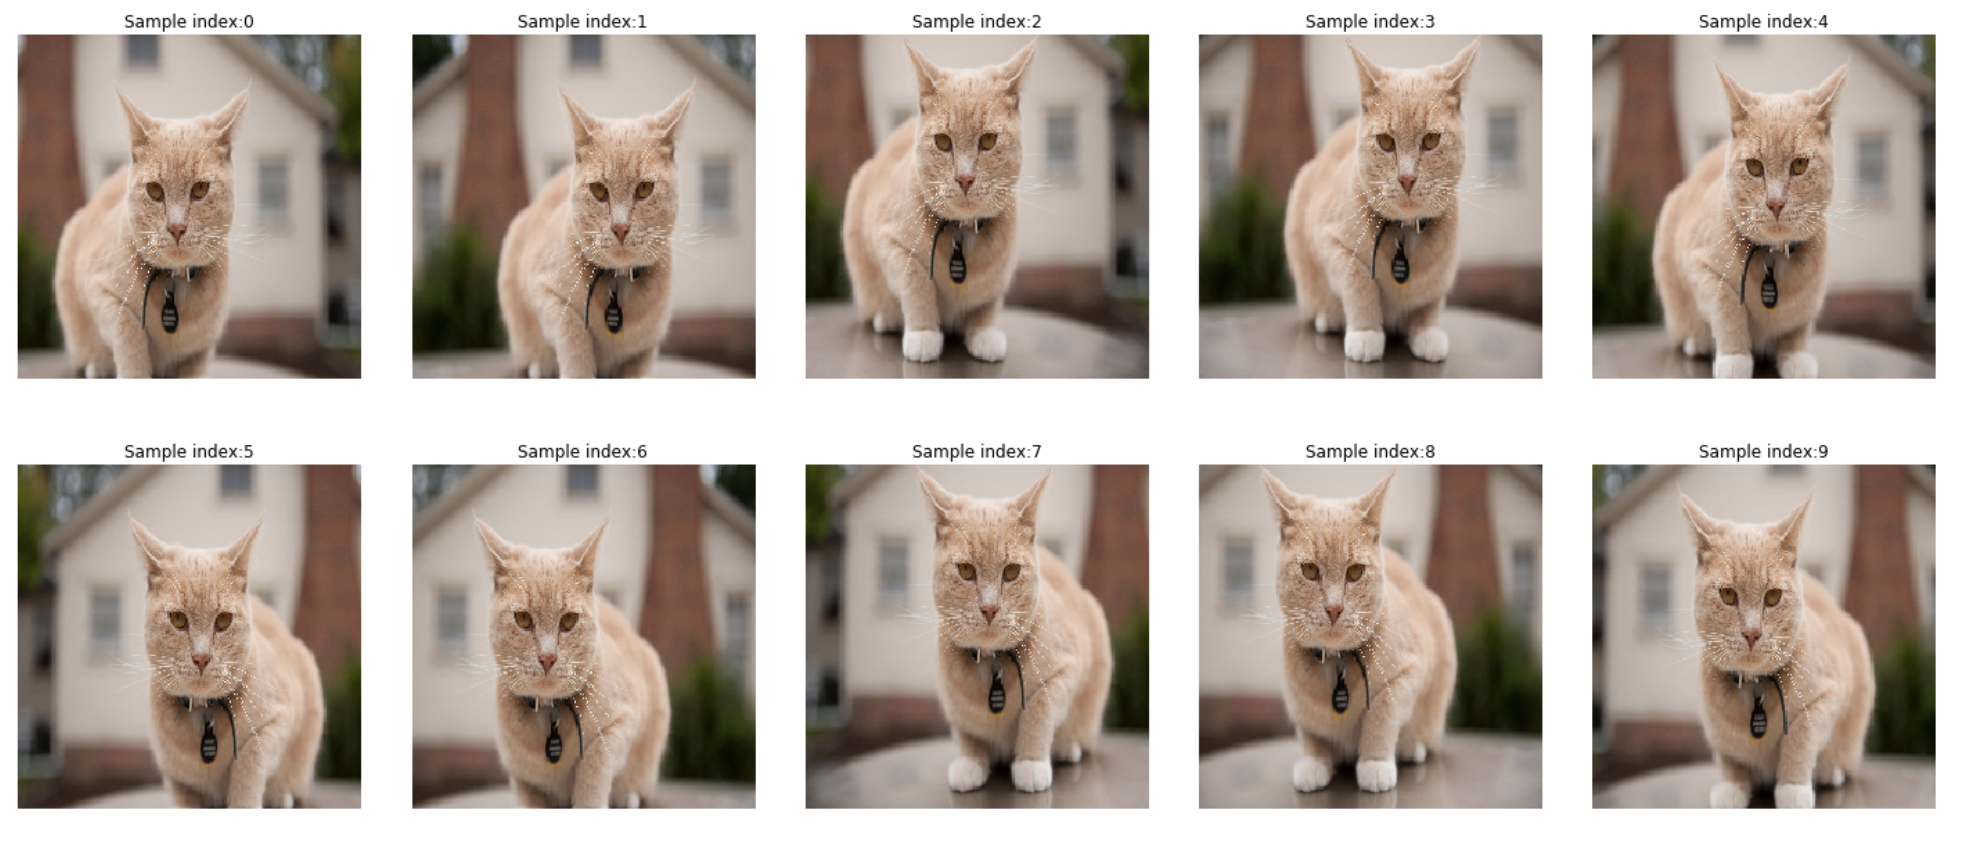 Sample index:0
Sample index:1
Sample index:2
Sample index:3
Sample index:4
Sample index:5
Sample index:6
Sample index:7
Sample index:8
Sample index:9